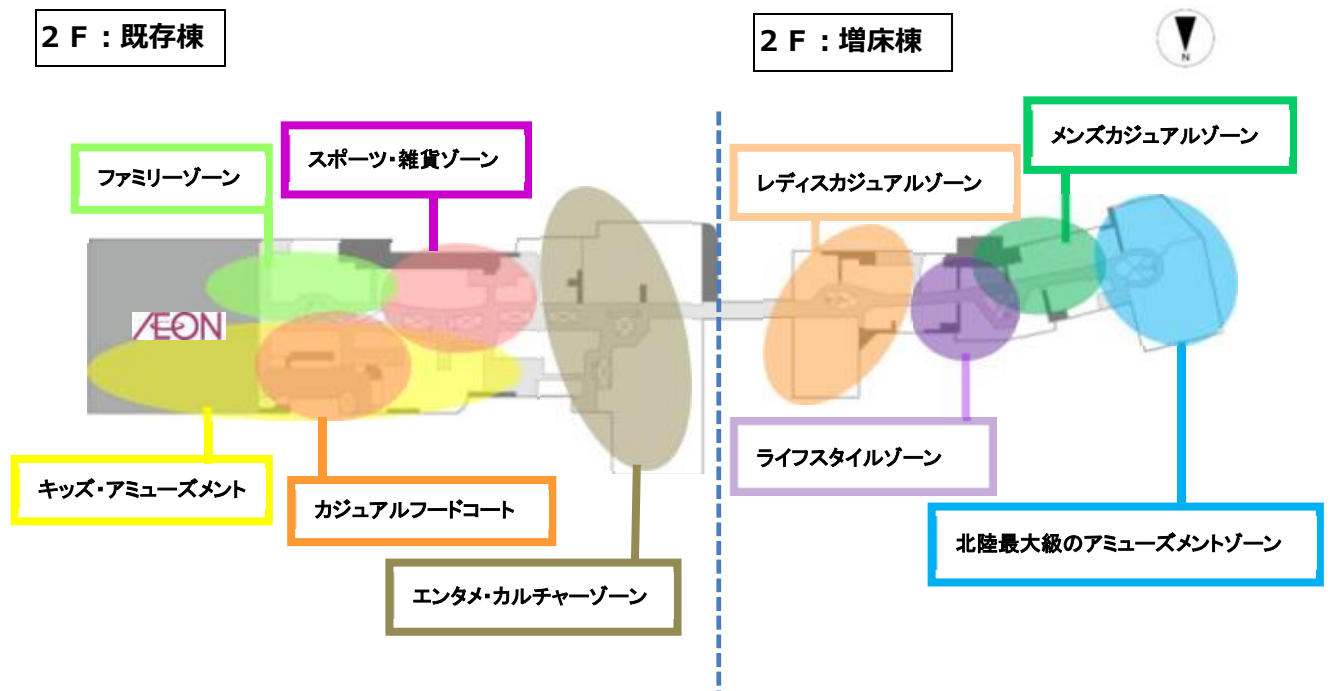 2F：既存棟
2F：増床棟
N
メンズカジュアルゾーン
スポーツ・雑貨ゾーン
ファミリーゾーン
レディスカジュアルゾーン
ÆON
ライフスタイルゾーン
キッズ・アミューズメント
カジュアルフードコート
北陸最大級のアミューズメントゾーン
エンタメ・カルチャーゾーン